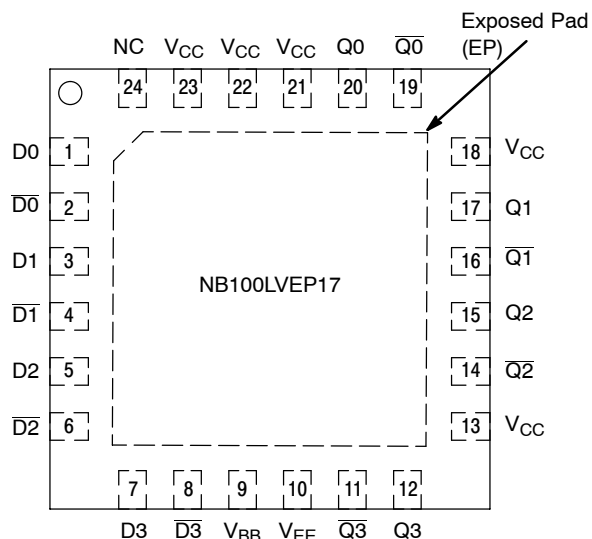 Exposed Pad
(EP)
NC VCC VCC VCC Q0 Q0
24 23 22 21 20 19
D0 1 18 VCC
D0 2 17 Q1
D1 3 16 Q1
D1 4 15 Q2
D2 5 14 Q2
D2 6 13 VCC
NB100LVEP17
7 8 9 10 11 12
D3 D3 VBB VEE Q3 Q3